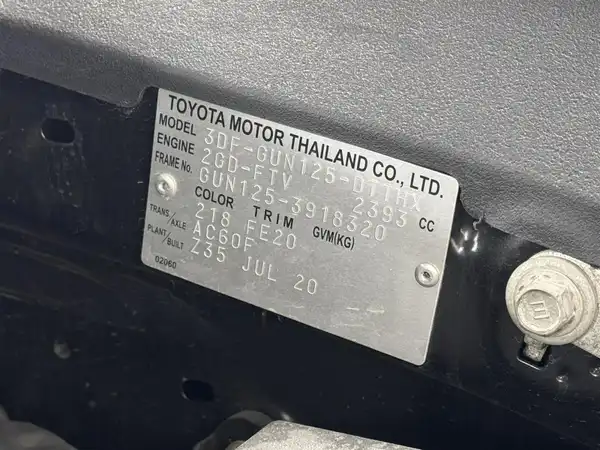 TOYOTA MOTOR THAILAND CO., LTD.
MODEL 3DF-GUN125-DTTHX
ENGINE 2GD-FTV 2393 CC
FRAME No. GUN125-3918320
COLOR TRIM GVM(KG)
218 FE20
TRANS./AXLE AC60F
PLANT/BUILT Z35 JUL 20 --
02060